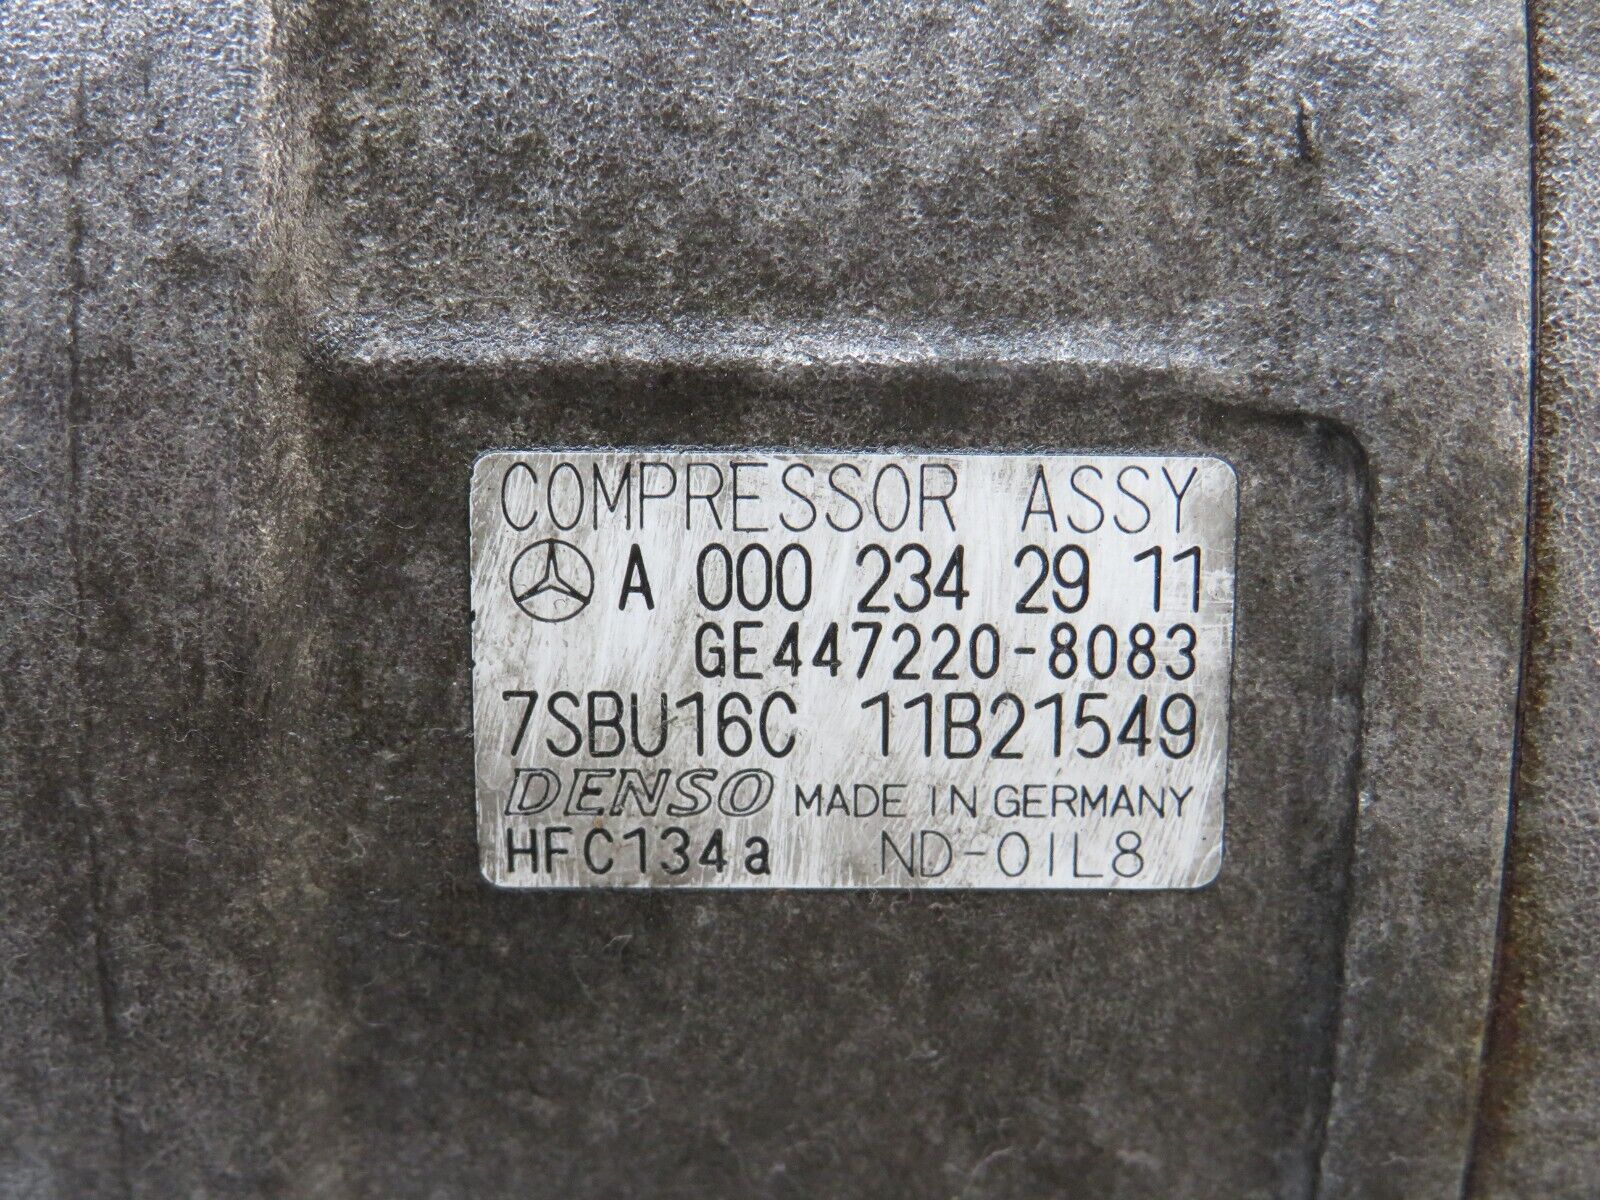 COMPRESSOR ASSY
A 000 234 29 11
GE447220-8083
7SBU16C 11B21549
DENSO MADE IN GERMANY
HFC134a ND-OIL8